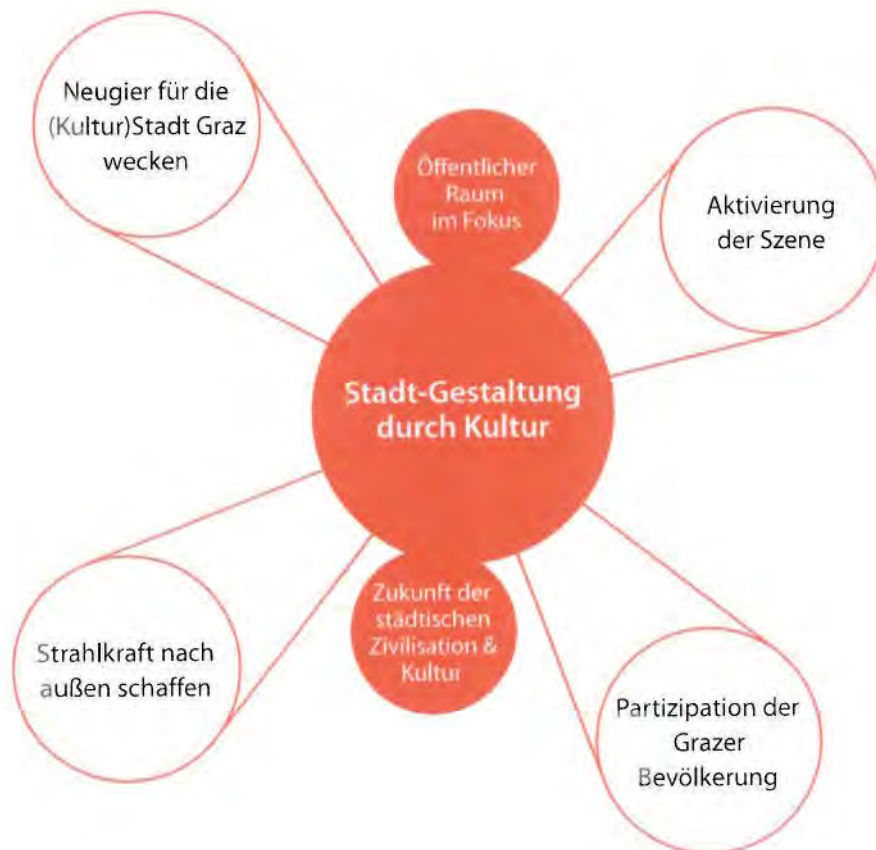 Neugier für die
(Kultur)Stadt Graz
wecken
Öffentlicher
Raum
im Fokus
Aktivierung
der Szene
Stadt-Gestaltung
durch Kultur
Strahlkraft nach
außen schaffen
Zukunft der
städtischen
Zivilisation &
Kultur
Partizipation der
Grazer
Bevölkerung